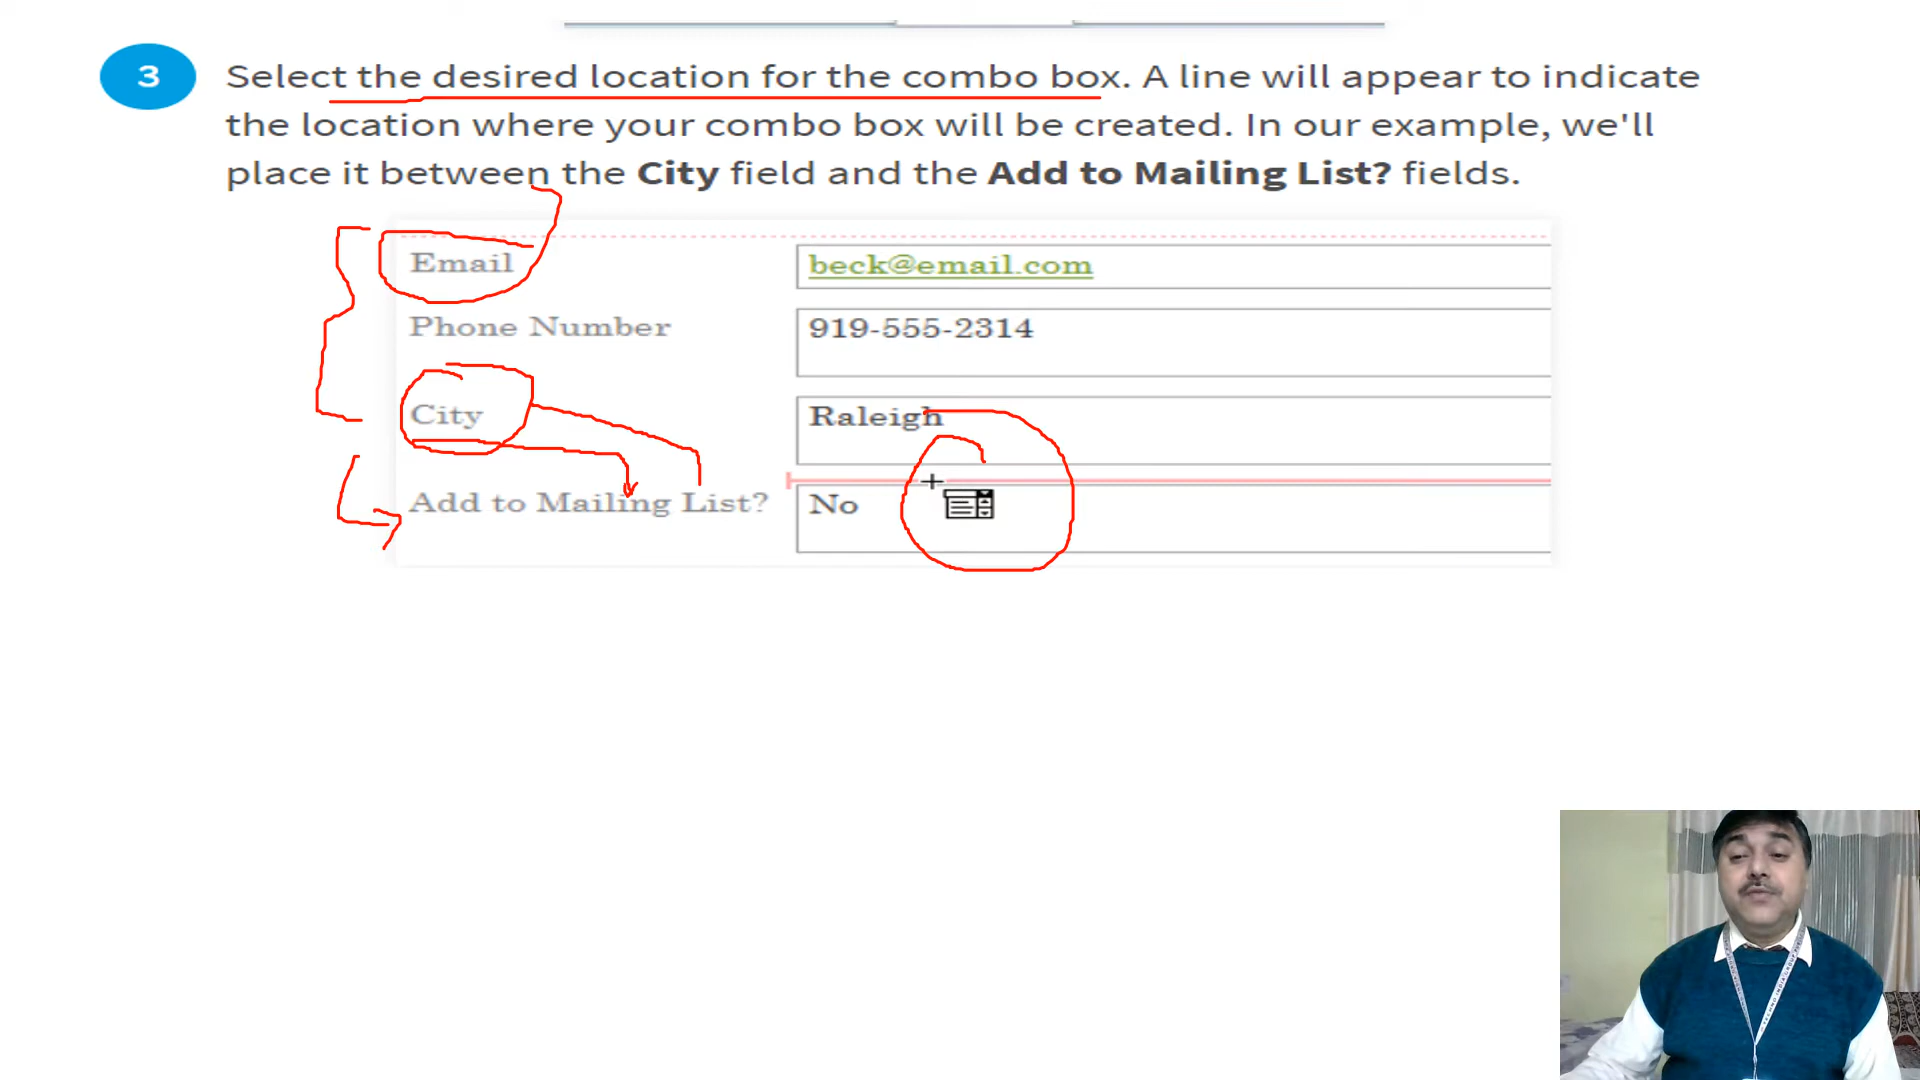 3
Select the desired location for the combo box. A line will appear to indicate
the location where your combo box will be created. In our example, we'll
place it between the City field and the Add to Mailing List? fields.
Email beck@email.com
Phone Number 919-555-2314
City Raleigh
Add to Mailing List? No